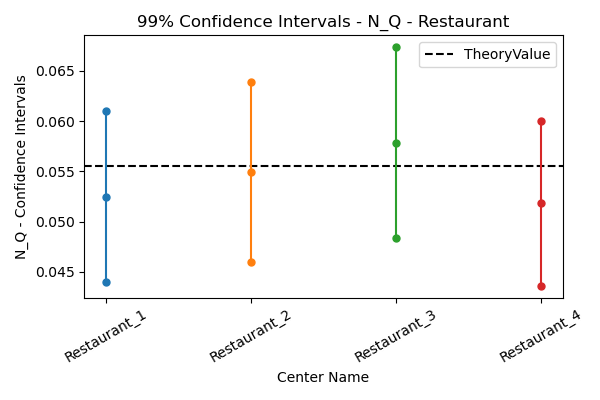 99% Confidence Intervals - N_Q - Restaurant
TheoryValue
N_Q - Confidence Intervals
0.065
0.060
0.055
0.050
0.045
Restaurant_1
Restaurant_2
Restaurant_3
Restaurant_4
Center Name